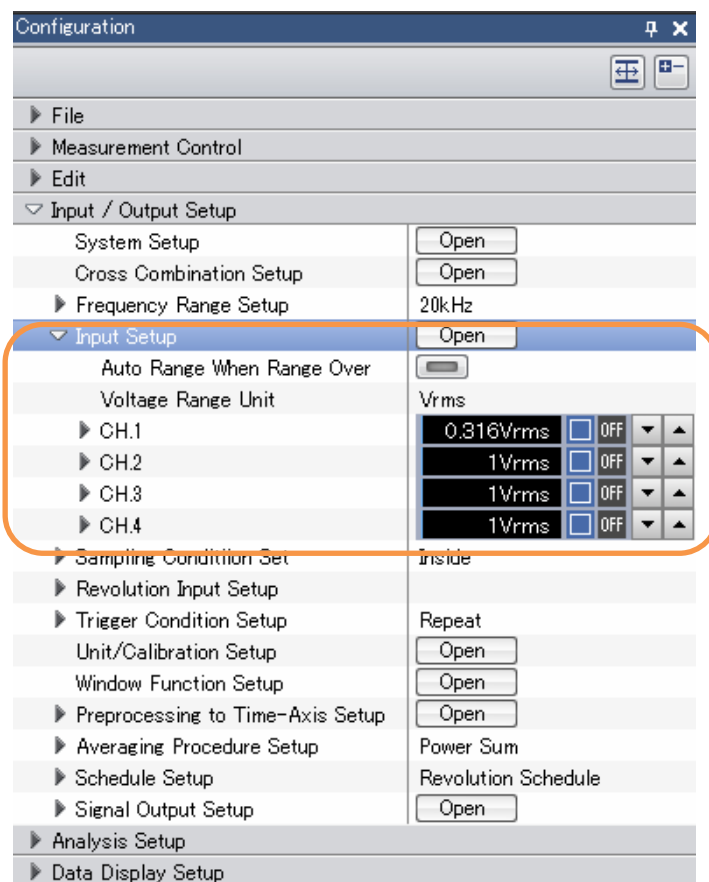 Configuration
File
Measurement Control
Edit
Input / Output Setup
System Setup Open
Cross Combination Setup Open
Frequency Range Setup 20kHz
Input Setup Open
Auto Range When Range Over
Voltage Range Unit Vrms
CH.1 0.316Vrms OFF
CH.2 1Vrms OFF
CH.3 1Vrms OFF
CH.4 1Vrms OFF
Sampling Condition Set Inside
Revolution Input Setup
Trigger Condition Setup Repeat
Unit/Calibration Setup Open
Window Function Setup Open
Preprocessing to Time-Axis Setup Open
Averaging Procedure Setup Power Sum
Schedule Setup Revolution Schedule
Signal Output Setup Open
Analysis Setup
Data Display Setup